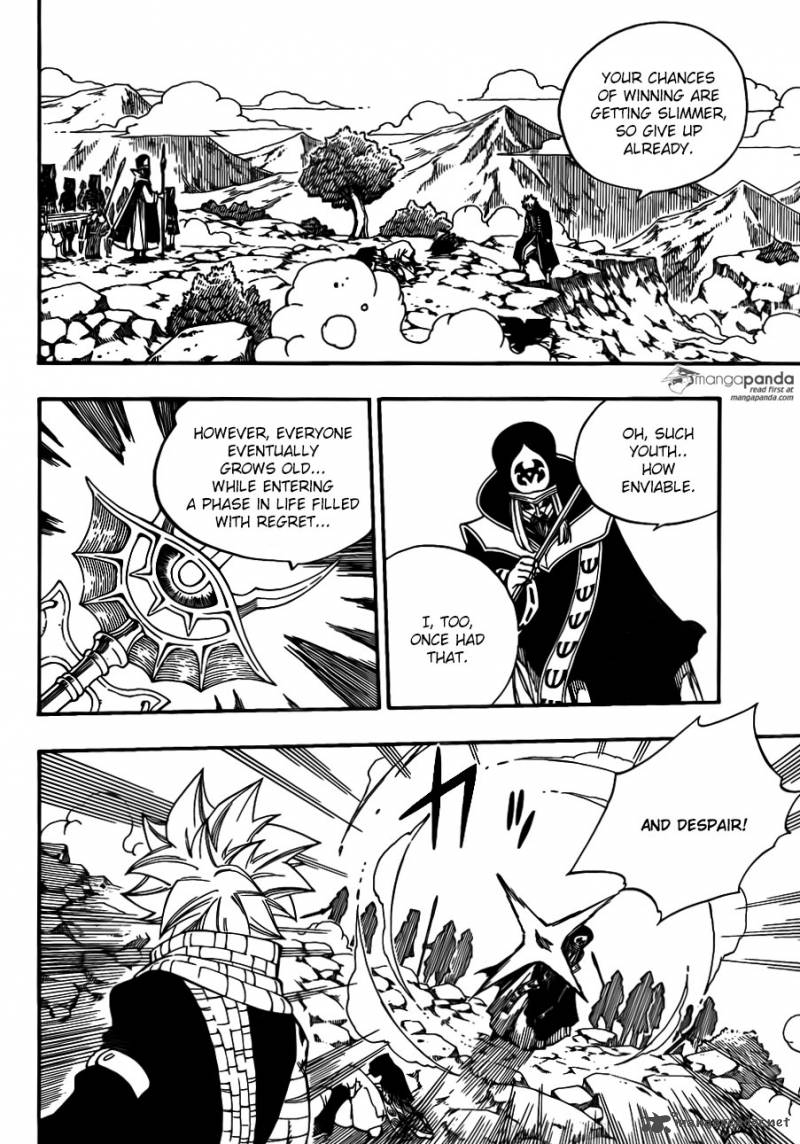 YOUR CHANCES
OF WINNING ARE
GETTING SLIMMER,
SO GIVE UP
ALREADY.
mangapanda
read first at
mangapanda.com
OH, SUCH
YOUTH..
HOW
ENVIABLE.
I, TOO,
ONCE HAD
THAT.
HOWEVER, EVERYONE
EVENTUALLY
GROWS OLD...
WHILE ENTERING
A PHASE IN LIFE FILLED
WITH REGRET...
AND DESPAIR!
カ